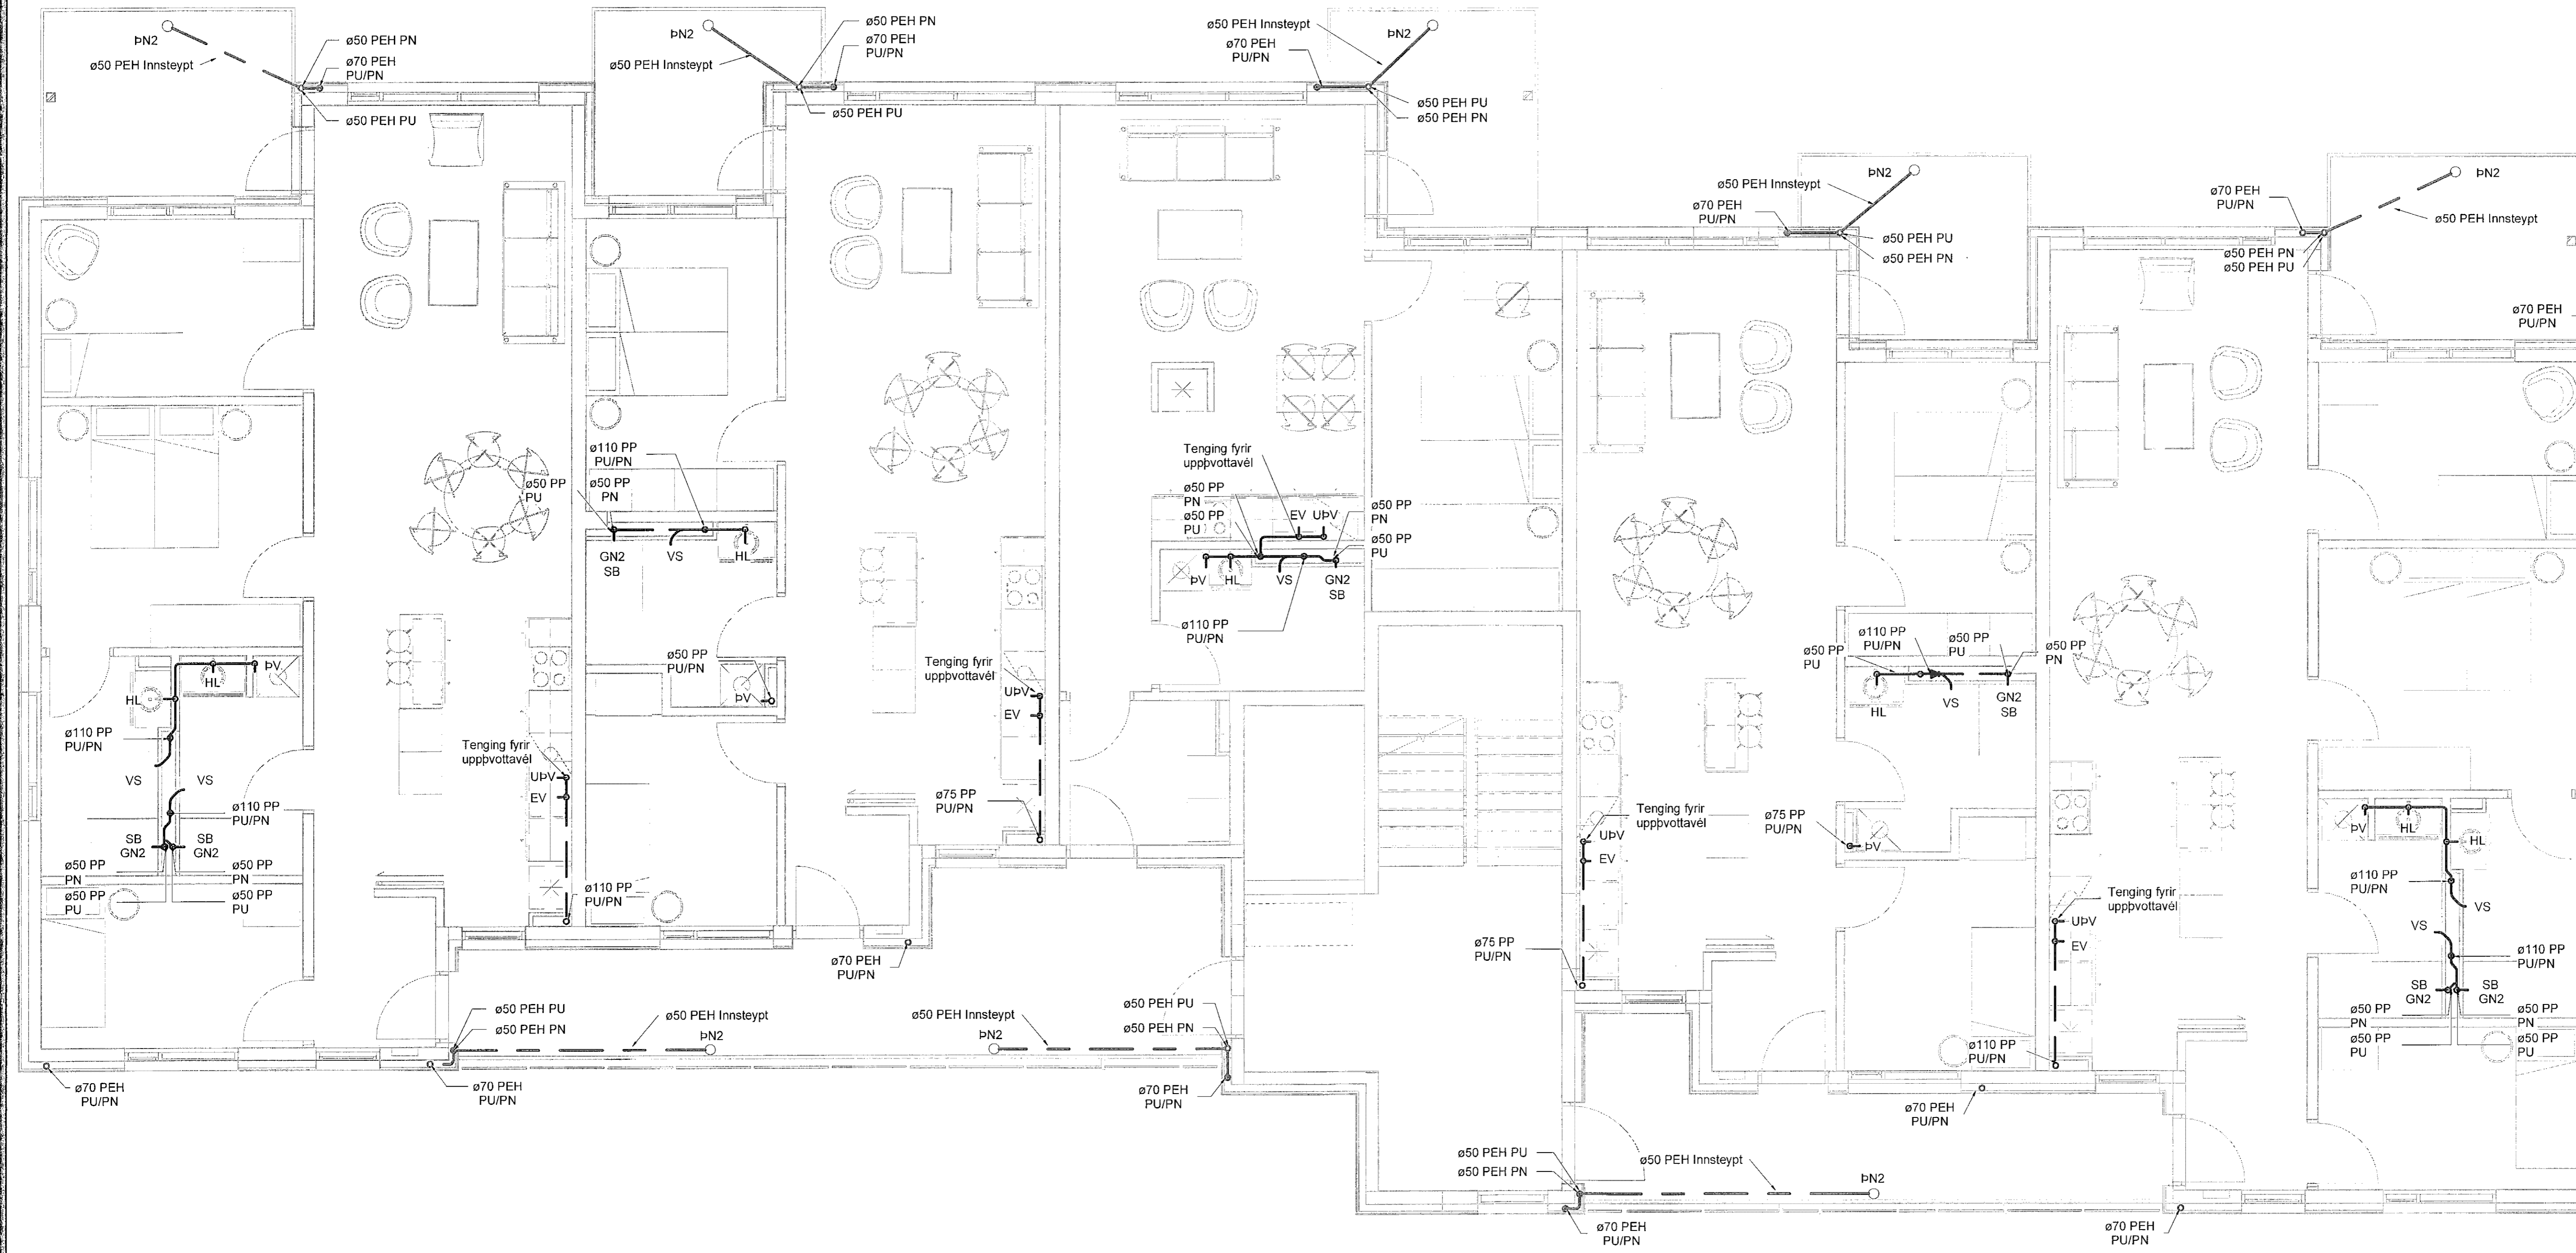 ÞN2
ø50 PEH Innsteypt
ø50 PEH PN
ø70 PEH
PU/PN
ø50 PEH PU
ÞN2
ø50 PEH Innsteypt
ø50 PEH PN
ø70 PEH
PU/PN
ø50 PEH PU
ø50 PEH Innsteypt
ÞN2
ø70 PEH
PU/PN
ø50 PEH PU
ø50 PEH PN
ø50 PEH Innsteypt
ÞN2
ø70 PEH
PU/PN
ø50 PEH PU
ø50 PEH PN
ø70 PEH
PU/PN
ÞN2
ø50 PEH Innsteypt
ø50 PEH PN
ø50 PEH PU
ø70 PEH
PU/PN
ø110 PP
PU/PN
ø50 PP
PU
ø50 PP
PN
GN2
SB
VS
HL
Tenging fyrir
uppþvottavél
ø50 PP
PN
ø50 PP
PU
EV
UÞV
ø50 PP
PN
ø50 PP
PU
ÞV
HL
VS
GN2
SB
ø110 PP
PU/PN
ÞV
HL
HL
ø110 PP
PU/PN
VS
VS
ø110 PP
PU/PN
SB
GN2
SB
GN2
ø50 PP
PN
ø50 PP
PU
ø50 PP
PN
ø50 PP
PU
ø50 PP
PU/PN
ÞV
Tenging fyrir
uppþvottavél
UÞV
EV
ø110 PP
PU/PN
Tenging fyrir
uppþvottavél
UÞV
EV
ø75 PP
PU/PN
ø110 PP
PU/PN
ø50 PP
PU
ø50 PP
PU
ø50 PP
PN
HL
VS
GN2
SB
Tenging fyrir
uppþvottavél
UÞV
EV
ø75 PP
PU/PN
ø75 PP
PU/PN
ÞV
ÞV
HL
HL
ø110 PP
PU/PN
VS
VS
ø110 PP
PU/PN
SB
GN2
SB
GN2
ø50 PP
PN
ø50 PP
PU
ø50 PP
PN
ø50 PP
PU
Tenging fyrir
uppþvottavél
UÞV
EV
ø110 PP
PU/PN
ø70 PEH
PU/PN
ø50 PEH PU
ø50 PEH PN
ø50 PEH Innsteypt
ÞN2
ø50 PEH Innsteypt
ÞN2
ø50 PEH PU
ø50 PEH PN
ø70 PEH
PU/PN
ø70 PEH
PU/PN
ø70 PEH
PU/PN
ø70 PEH
PU/PN
ø50 PEH PU
ø50 PEH PN
ø50 PEH Innsteypt
ÞN2
ø70 PEH
PU/PN
ø70 PEH
PU/PN